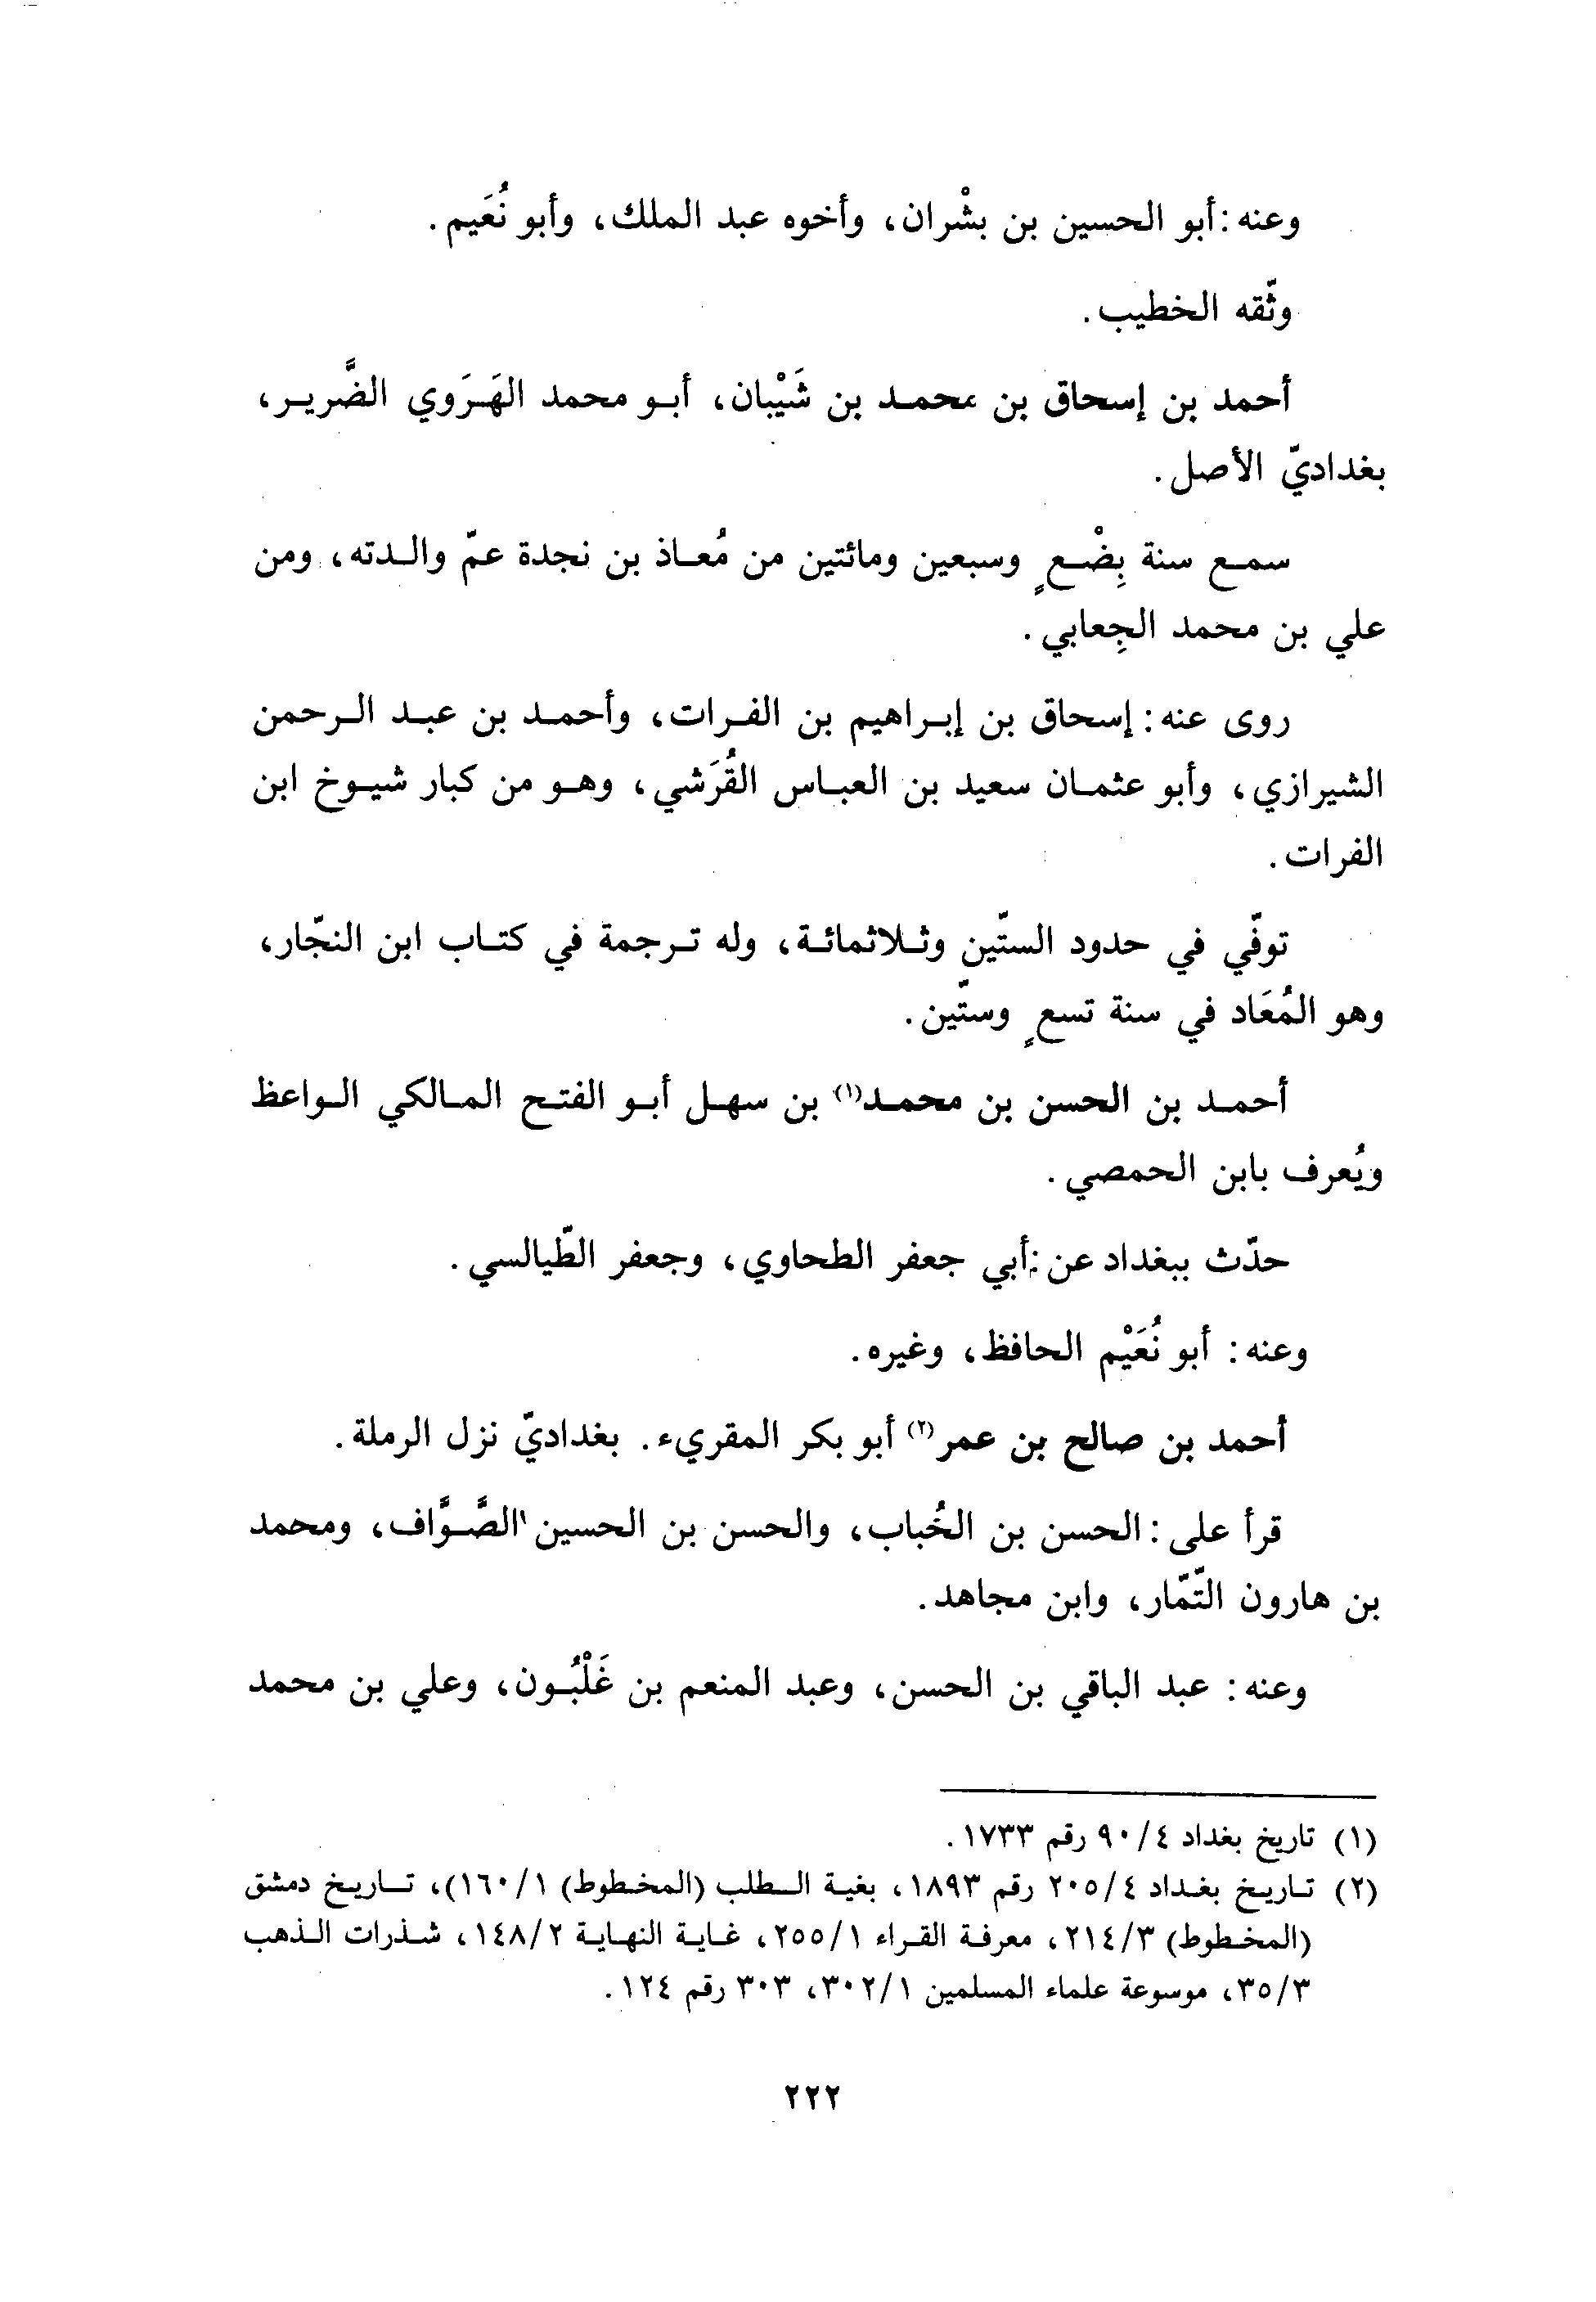 وعنه: أبو الحسين بن بشْران، وأخوه عبد الملك، وأبو نُعَيم.
وثّقه الخطيب.
أحمد بن إسحاق بن محمد بن شَيْبان، أبو محمد الهَرَوي الضَّرير،
بغداديّ الأصل.
سمع سنة بِضْعٍ وسبعين ومائتين من مُعاذ بن نجدة عمّ والدته، ومن
علي بن محمد الجِعابي.
روى عنه: إسحاق بن إبراهيم بن الفرات، وأحمد بن عبد الرحمن
الشيرازي، وأبو عثمان سعيد بن العباس القُرَشي، وهو من كبار شيوخ ابن
الفرات.
توفّي في حدود الستّين وثلاثمائة، وله ترجمة في كتاب ابن النجّار،
وهو المُعَاد في سنة تسعٍ وستّين.
أحمد بن الحسن بن محمد(١) بن سهل أبو الفتح المالكي الواعظ
ويُعرف بابن الحمصي.
حدّث ببغداد عن: أبي جعفر الطحاوي، وجعفر الطّيالسي.
وعنه: أبو نُعَيْم الحافظ، وغيره.
أحمد بن صالح بن عمر(٢) أبو بكر المقريء. بغداديّ نزل الرملة.
قرأ على: الحسن بن الخُباب، والحسن بن الحسين الصَّوَّاف، ومحمد
بن هارون التّمّار، وابن مجاهد.
وعنه: عبد الباقي بن الحسن، وعبد المنعم بن غَلْبُون، وعلي بن محمد
(١) تاريخ بغداد ٤/ ٩٠ رقم ١٧٣٣.
(٢) تاريخ بغداد ٤/ ٢٠٥ رقم ١٨٩٣، بغية الطلب (المخطوط) ١/ ١٦٠)، تاريخ دمشق
(المخطوط) ٣/ ٢١٤، معرفة القراء ١/ ٢٥٥، غاية النهاية ٢/ ١٤٨، شذرات الذهب
٣/ ٣٥، موسوعة علماء المسلمين ١/ ٣٠٢، ٣٠٣ رقم ١٢٤.
٢٢٢